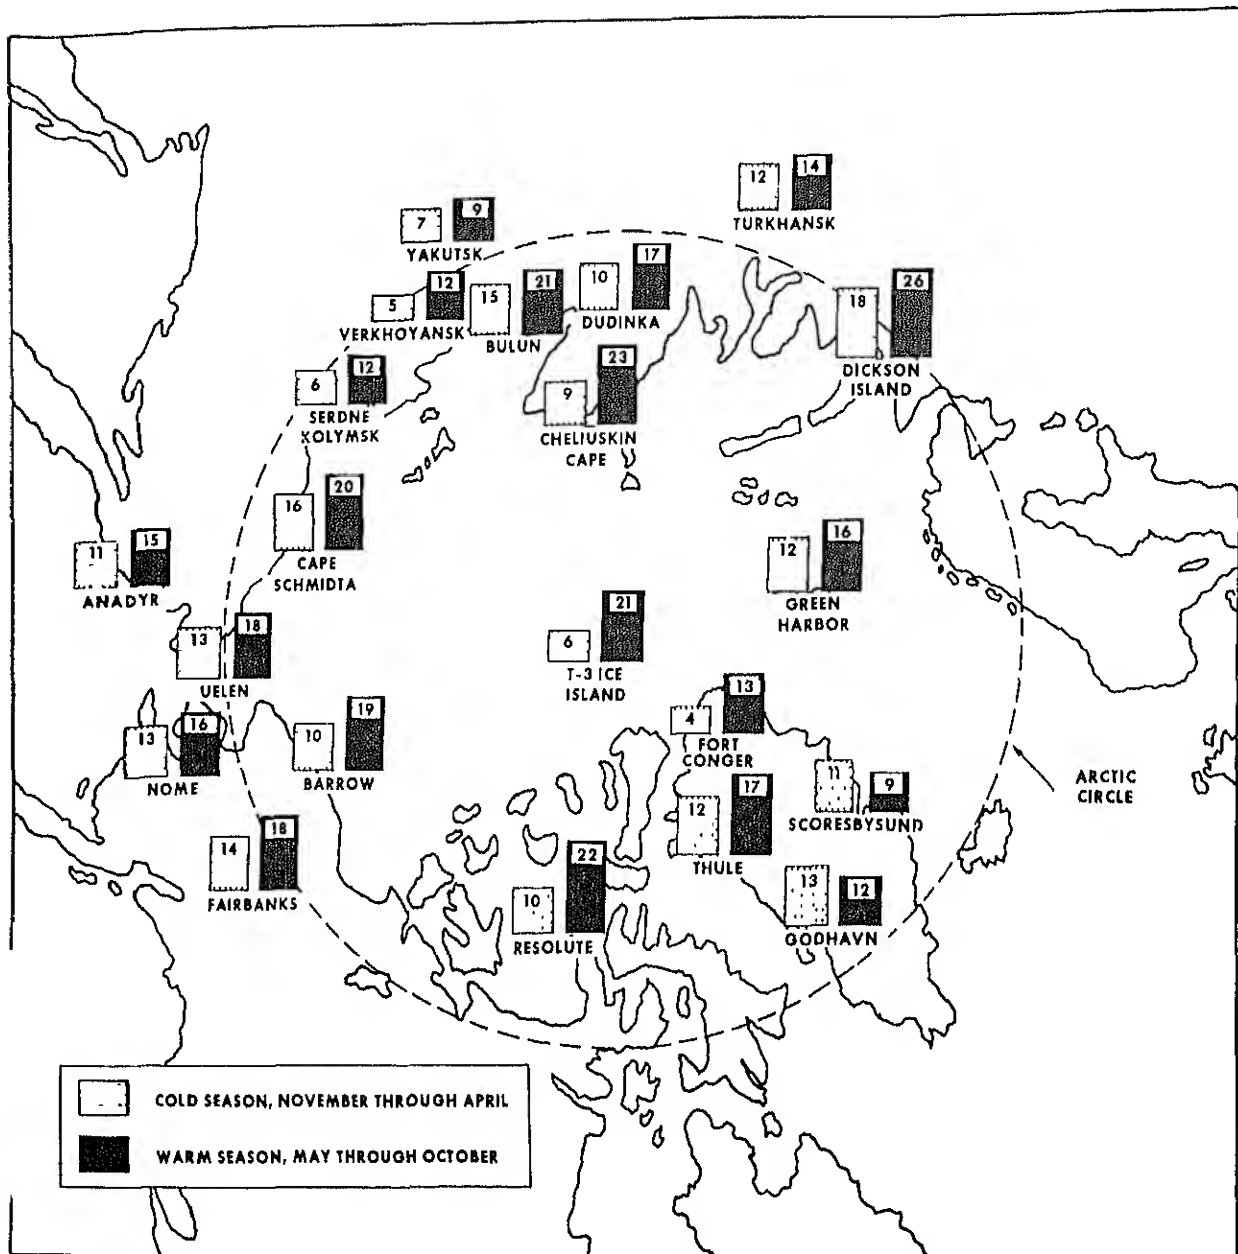 12 14
TURKHANSK
7 9
YAKUTSK
5 12
VERKHOYANSK
15 21
BULUN
10 17
DUDINKA
18 26
DICKSON
ISLAND
6 12
SERDNE
KOLYMSK
9 23
CHELIUSKIN
CAPE
16 20
CAPE
SCHMIDTA
11 15
ANADYR
12 16
GREEN
HARBOR
13 18
UELEN
6 21
T-3 ICE
ISLAND
13 16
NOME
10 19
BARROW
4 13
FORT
CONGER
11 9
SCORESBYSUND
ARCTIC
CIRCLE
12 17
THULE
14 18
FAIRBANKS
10 22
RESOLUTE
13 12
GODHAVN
COLD SEASON, NOVEMBER THROUGH APRIL
WARM SEASON, MAY THROUGH OCTOBER